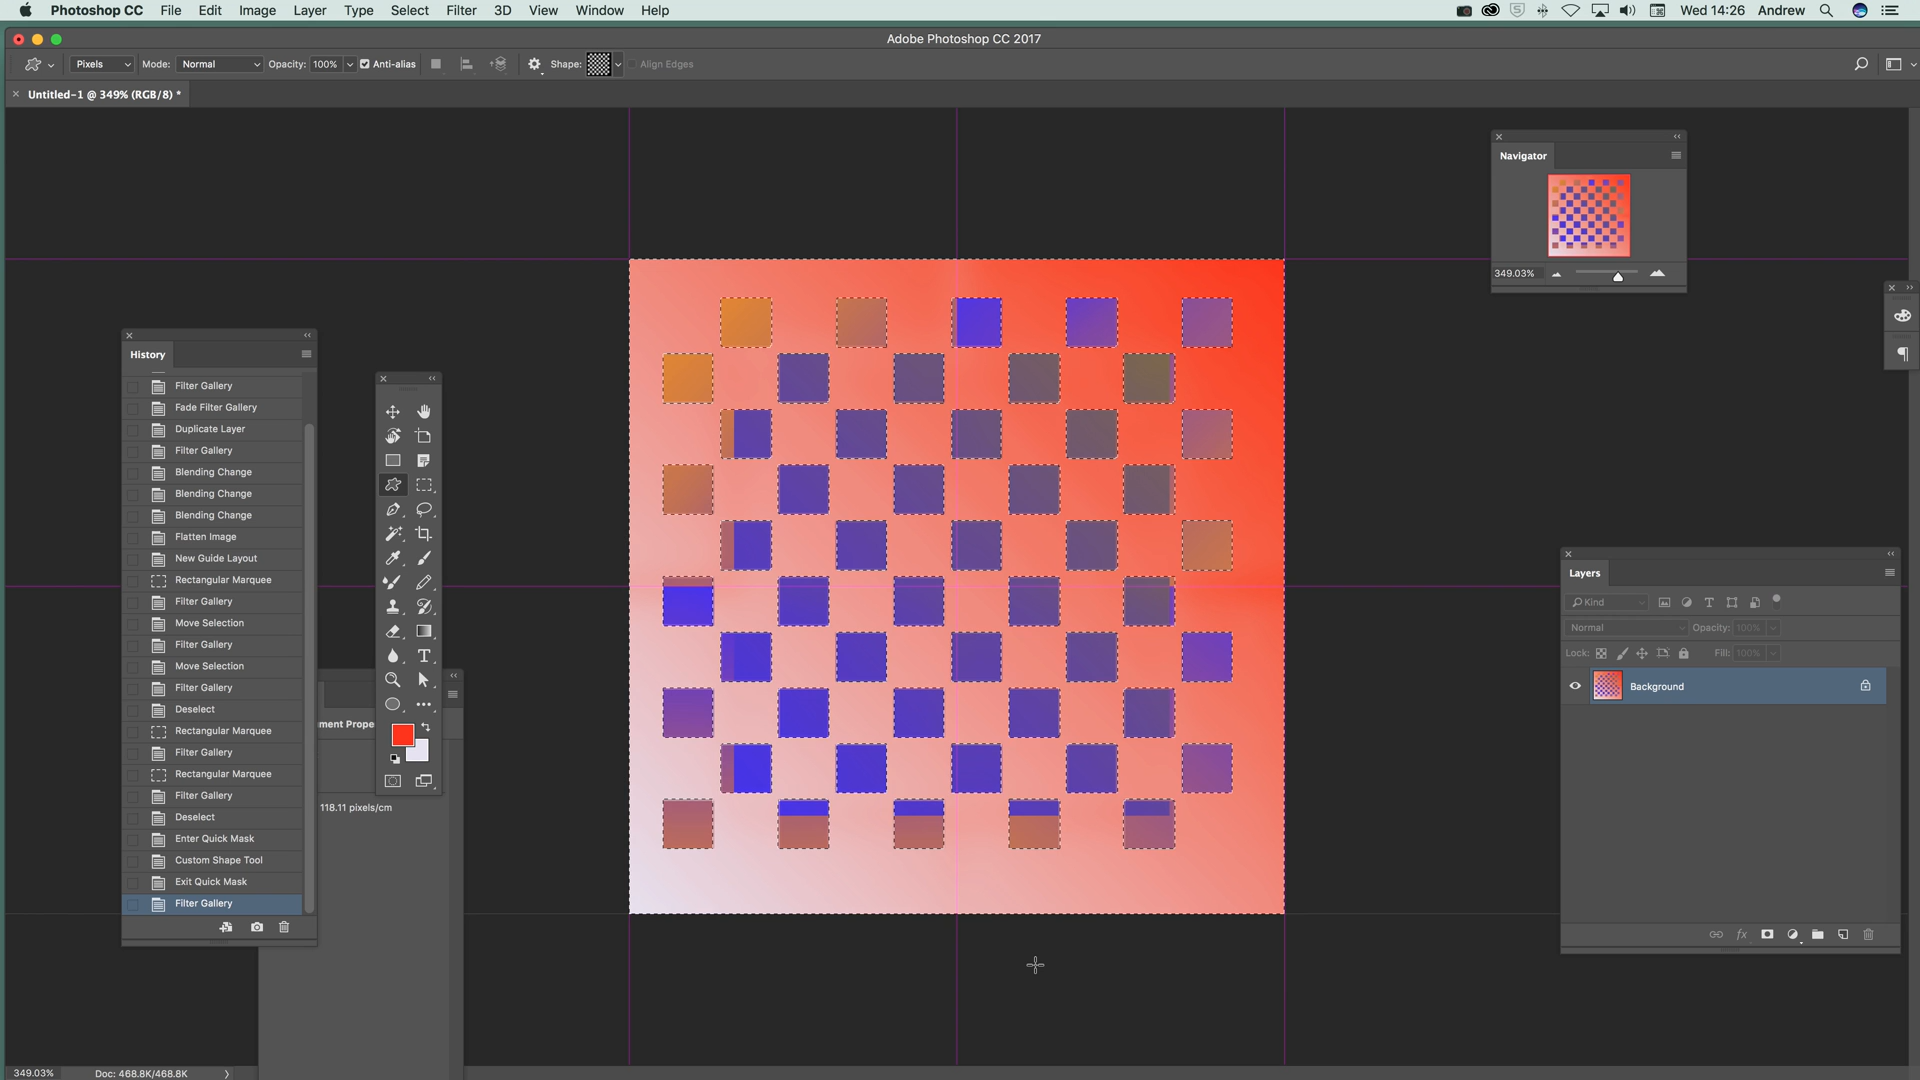 Photoshop CC File Edit Image Layer Type Select Filter 3D View Window Help Wed 14:26 Andrew
Adobe Photoshop CC 2017
Pixels Mode: Normal Opacity: 100% Anti-alias Shape: Align Edges
Untitled-1 @ 349% (RGB/8) *
Navigator
349.03%
History
Filter Gallery
Fade Filter Gallery
Duplicate Layer
Filter Gallery
Blending Change
Blending Change
Blending Change
Flatten Image
New Guide Layout
Rectangular Marquee
Filter Gallery
Move Selection
Filter Gallery
Move Selection
Filter Gallery
Deselect
Rectangular Marquee
Filter Gallery
Rectangular Marquee
Filter Gallery
Deselect
Enter Quick Mask
Custom Shape Tool
Exit Quick Mask
Filter Gallery
ment Prope
118.11 pixels/cm
Layers
Kind
Normal Opacity: 100%
Lock: Fill: 100%
Background
fx
349.03% Doc: 468.8K/468.8K